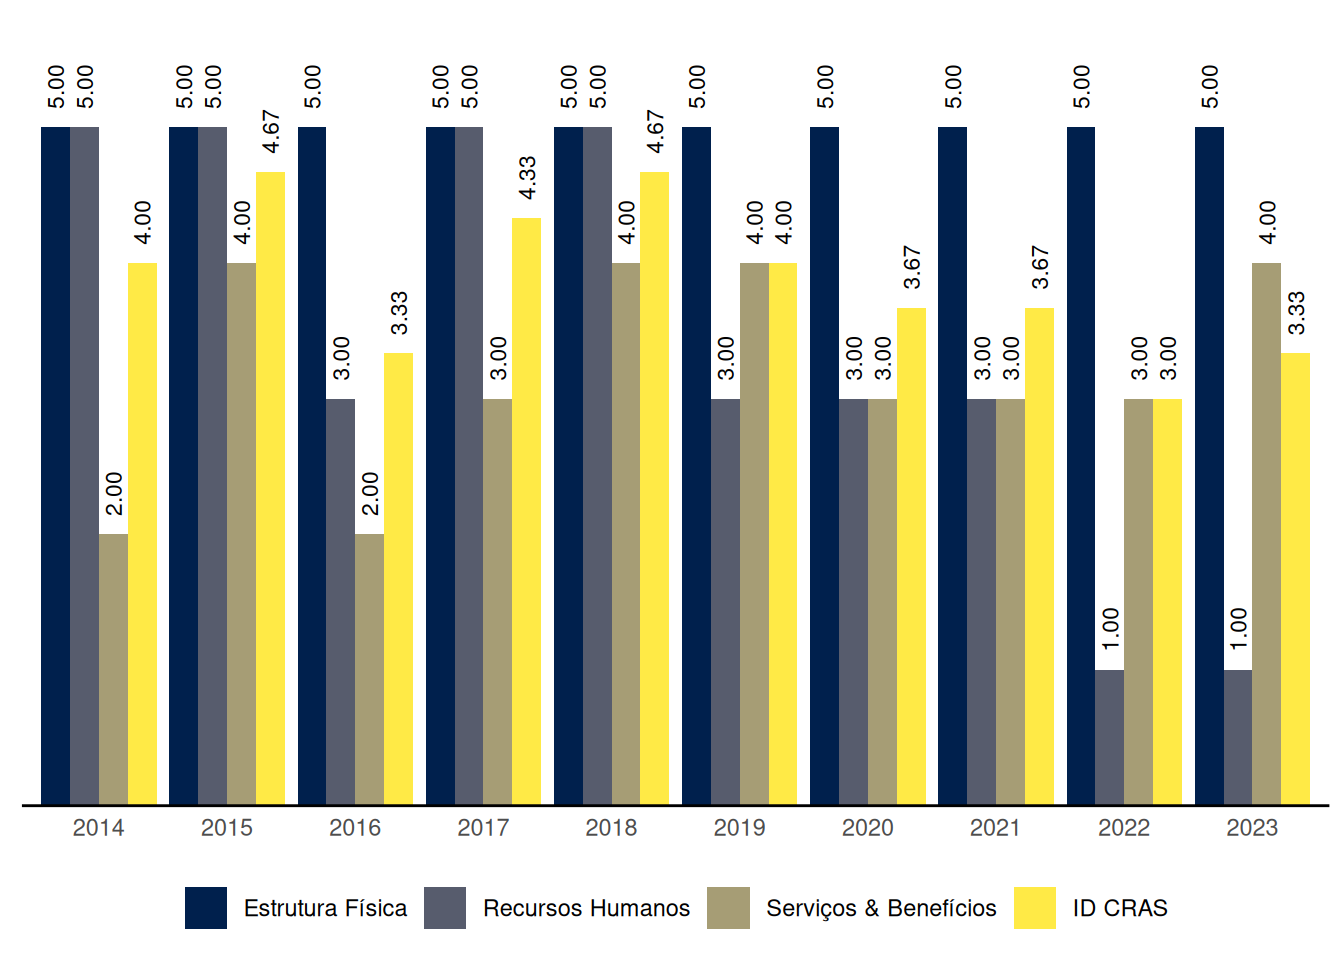 5.00 5.00 2.00 4.00
5.00 5.00 4.00 4.67
5.00 3.00 2.00 3.33
5.00 5.00 3.00 4.33
5.00 5.00 4.00 4.67
5.00 3.00 4.00 4.00
5.00 3.00 3.00 3.67
5.00 3.00 3.00 3.67
5.00 1.00 3.00 3.00
5.00 1.00 4.00 3.33
2014 2015 2016 2017 2018 2019 2020 2021 2022 2023
Estrutura Física Recursos Humanos Serviços & Benefícios ID CRAS